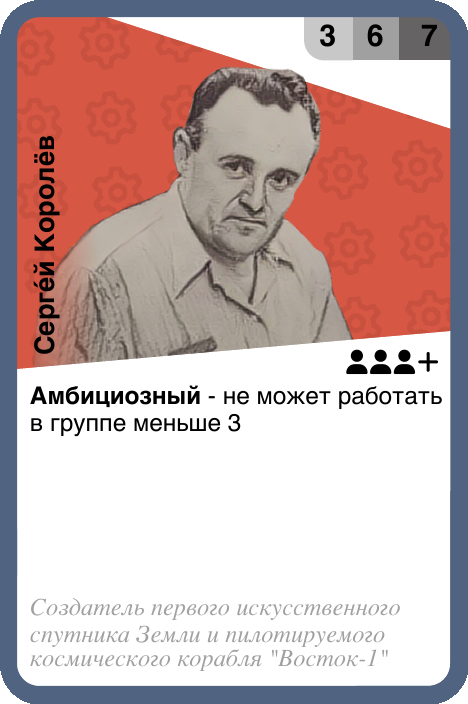 3 6 7
Серге́й Королёв
+
Амбициозный - не может работать
в группе меньше 3
Создатель первого искусственного
спутника Земли и пилотируемого
космического корабля "Восток-1"